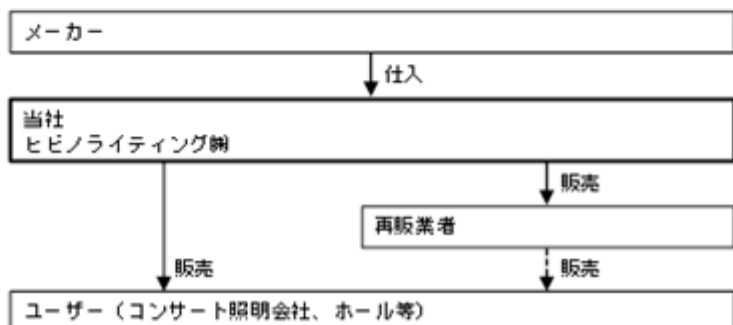 メーカー
仕入
当社
ヒビノライティング㈱
販売
再販業者
販売
販売
ユーザー（コンサート照明会社、ホール等）